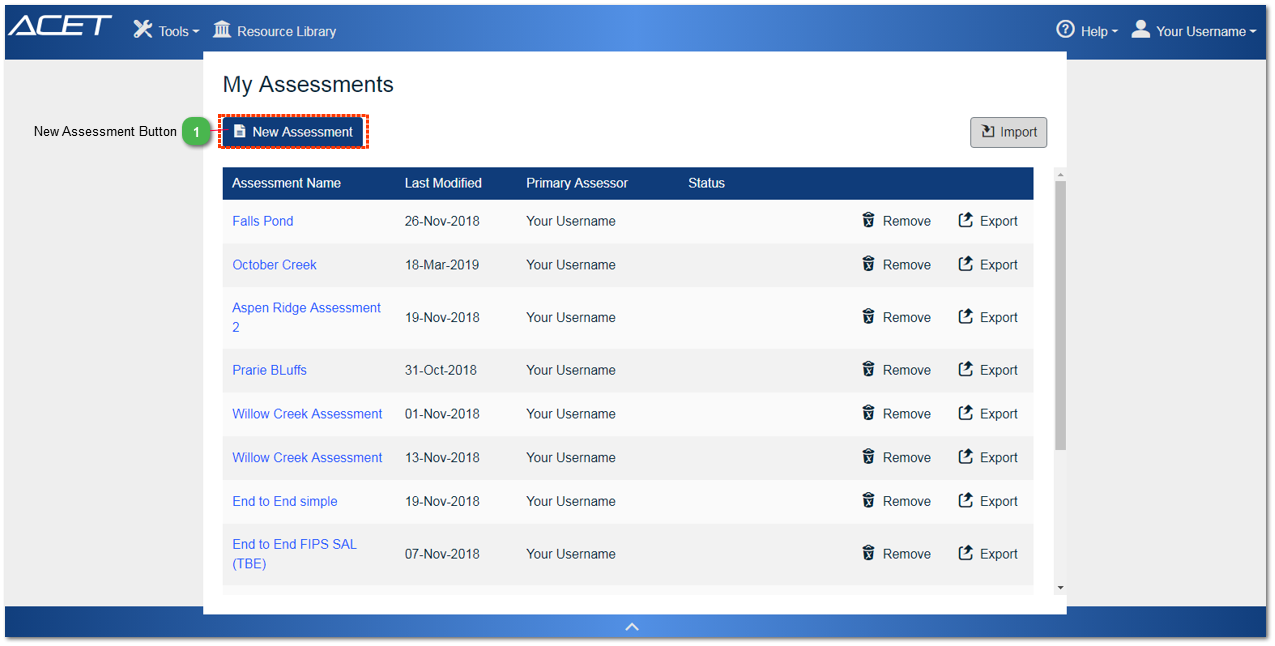 ACET Tools Resource Library Help Your Username
My Assessments
New Assessment Button 1 New Assessment Import
Assessment Name Last Modified Primary Assessor Status
Falls Pond 26-Nov-2018 Your Username Remove Export
October Creek 18-Mar-2019 Your Username Remove Export
Aspen Ridge Assessment
2 19-Nov-2018 Your Username Remove Export
Prarie BLuffs 31-Oct-2018 Your Username Remove Export
Willow Creek Assessment 01-Nov-2018 Your Username Remove Export
Willow Creek Assessment 13-Nov-2018 Your Username Remove Export
End to End simple 19-Nov-2018 Your Username Remove Export
End to End FIPS SAL
(TBE) 07-Nov-2018 Your Username Remove Export